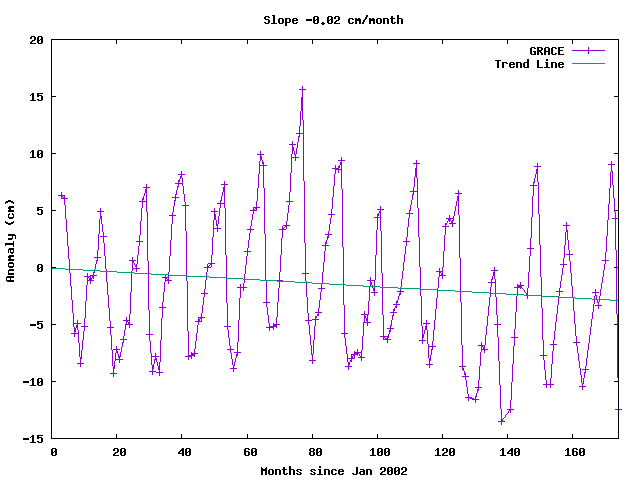 Slope -0.02 cm/month
20
15
10
5
0
-5
-10
-15
Anomaly (cm)
GRACE
Trend Line
0 20 40 60 80 100 120 140 160
Months since Jan 2002